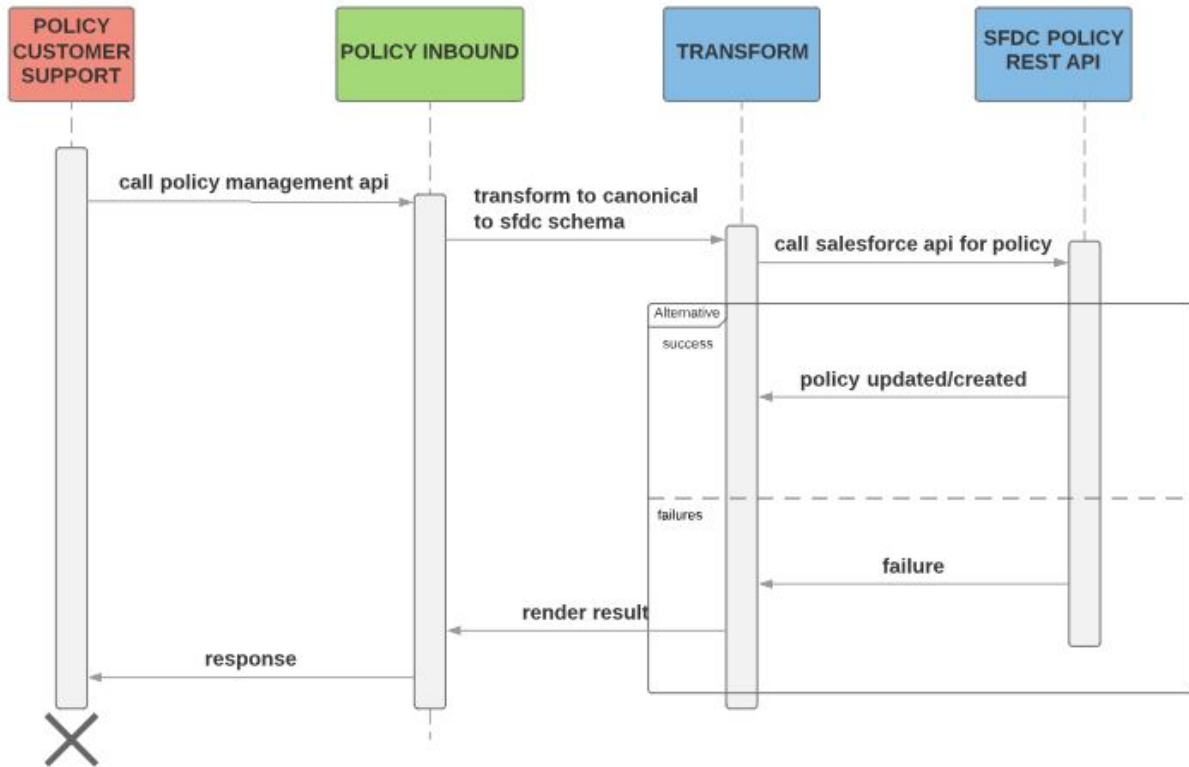 POLICY
CUSTOMER
SUPPORT
POLICY INBOUND
TRANSFORM
SFDC POLICY
REST API
call policy management api
transform to canonical
to sfdc schema
call salesforce api for policy
Alternative
success
policy updated/created
failures
failure
render result
response